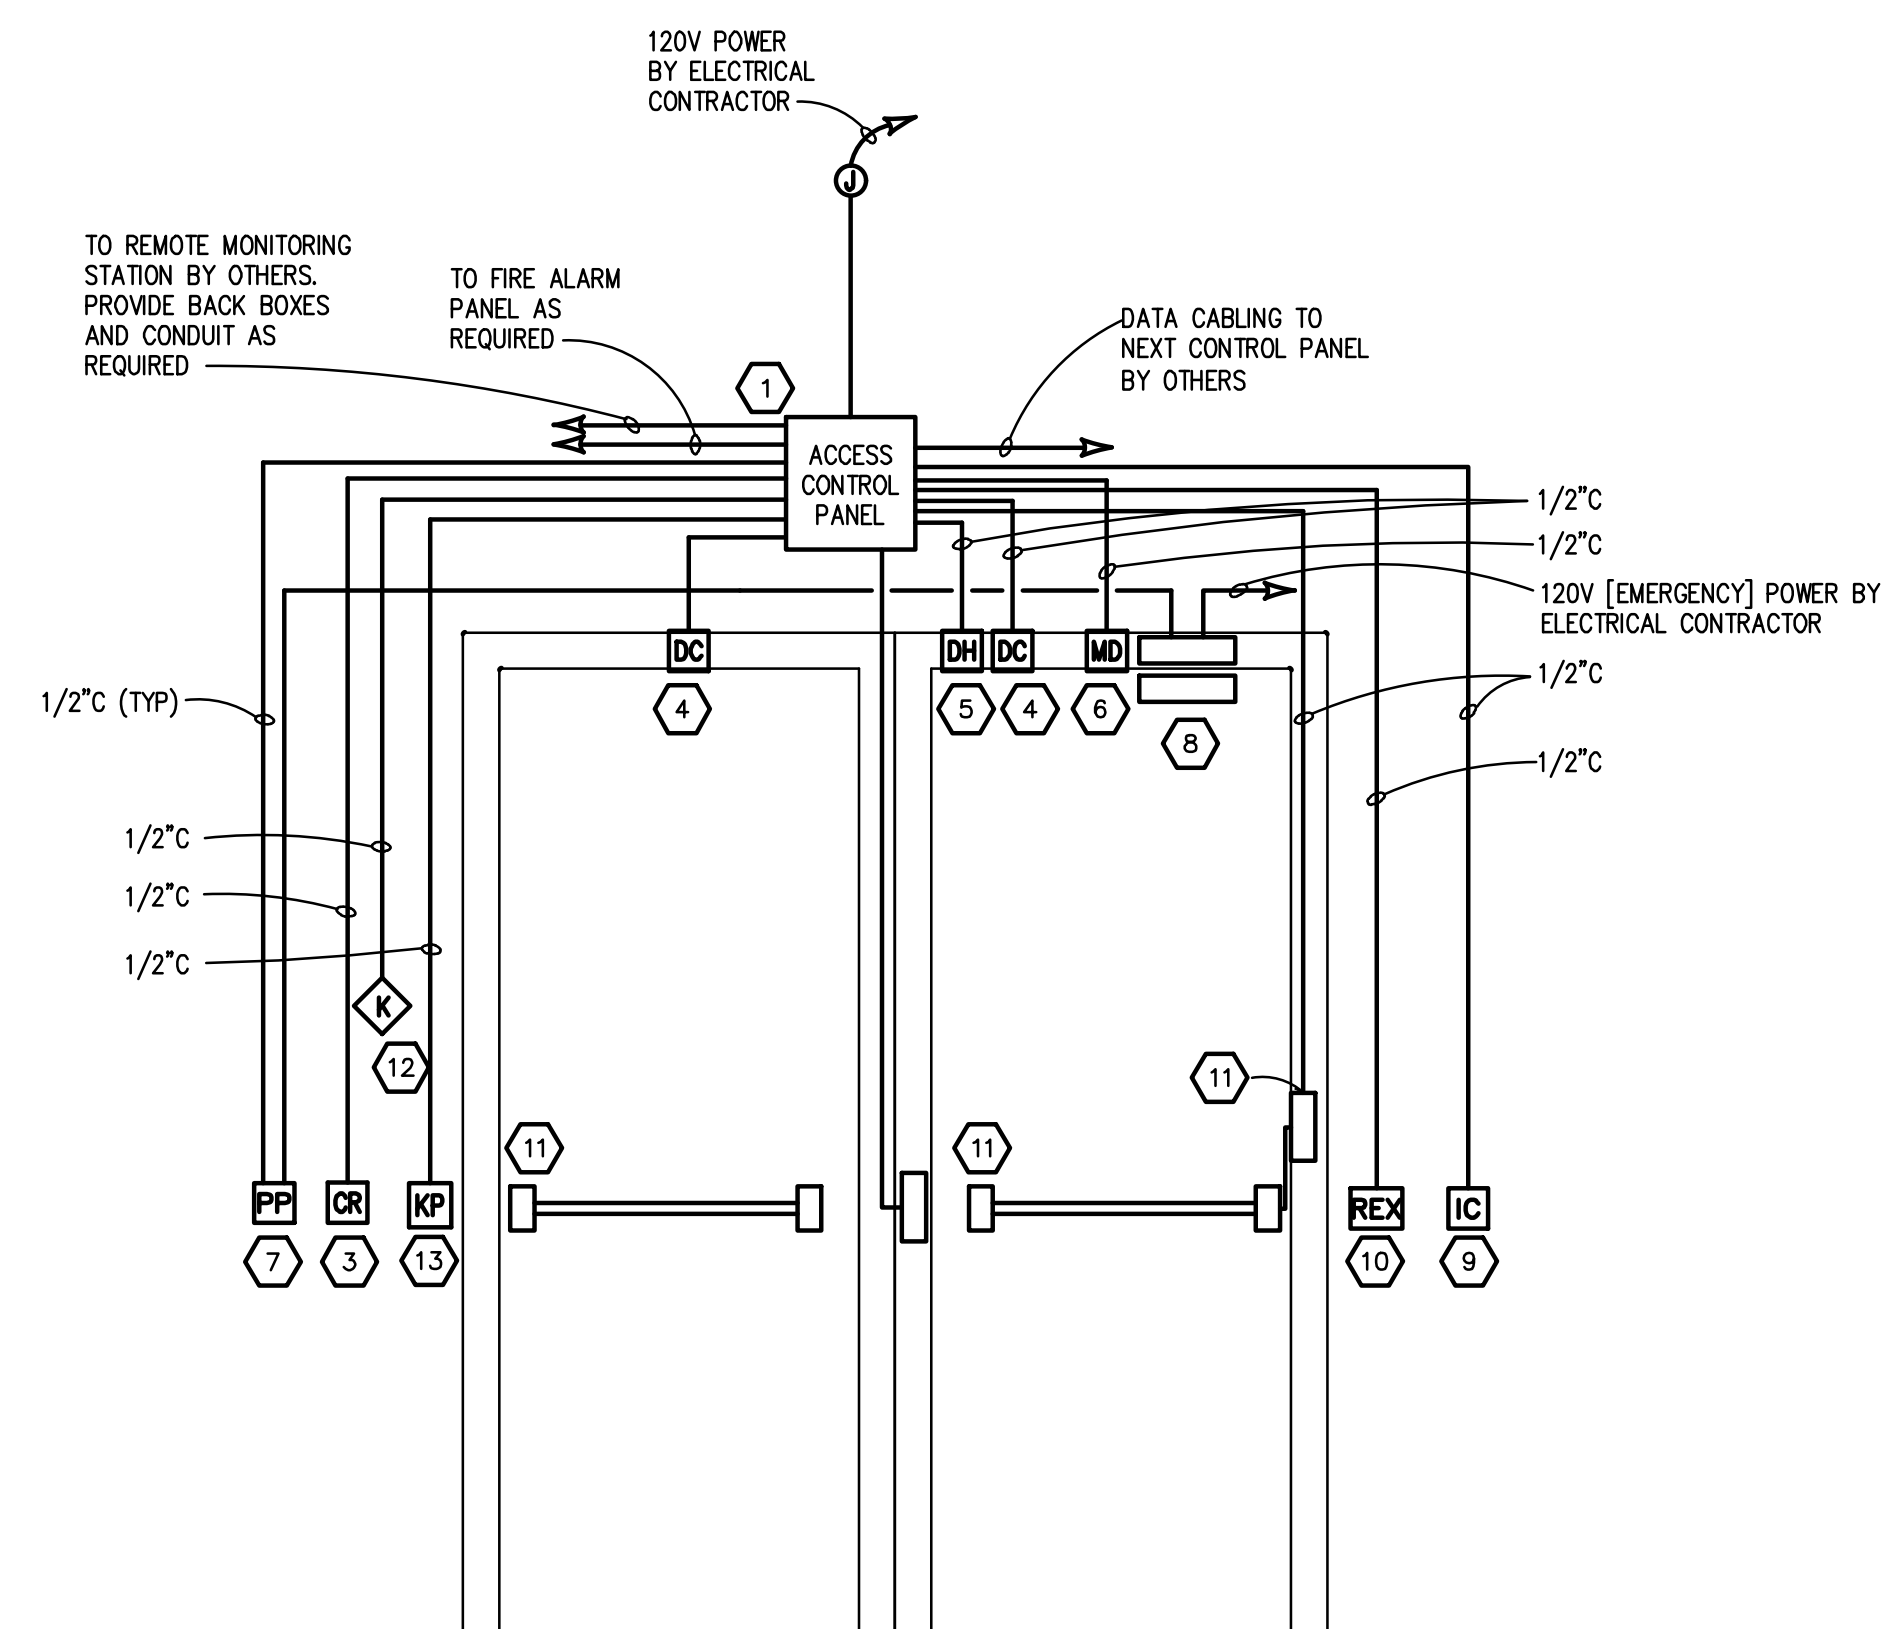 120V POWER
BY ELECTRICAL
CONTRACTOR
J
TO REMOTE MONITORING
STATION BY OTHERS.
PROVIDE BACK BOXES
AND CONDUIT AS
REQUIRED
TO FIRE ALARM
PANEL AS
REQUIRED
DATA CABLING TO
NEXT CONTROL PANEL
BY OTHERS
1
ACCESS
CONTROL
PANEL
1/2"C
1/2"C
120V [EMERGENCY] POWER BY
ELECTRICAL CONTRACTOR
DC
DH
DC
MD
1/2"C
1/2"C (TYP)
4
5
4
6
8
1/2"C
1/2"C
1/2"C
1/2"C
K
12
11
11
11
PP
CR
KP
REX
IC
7
3
13
10
9